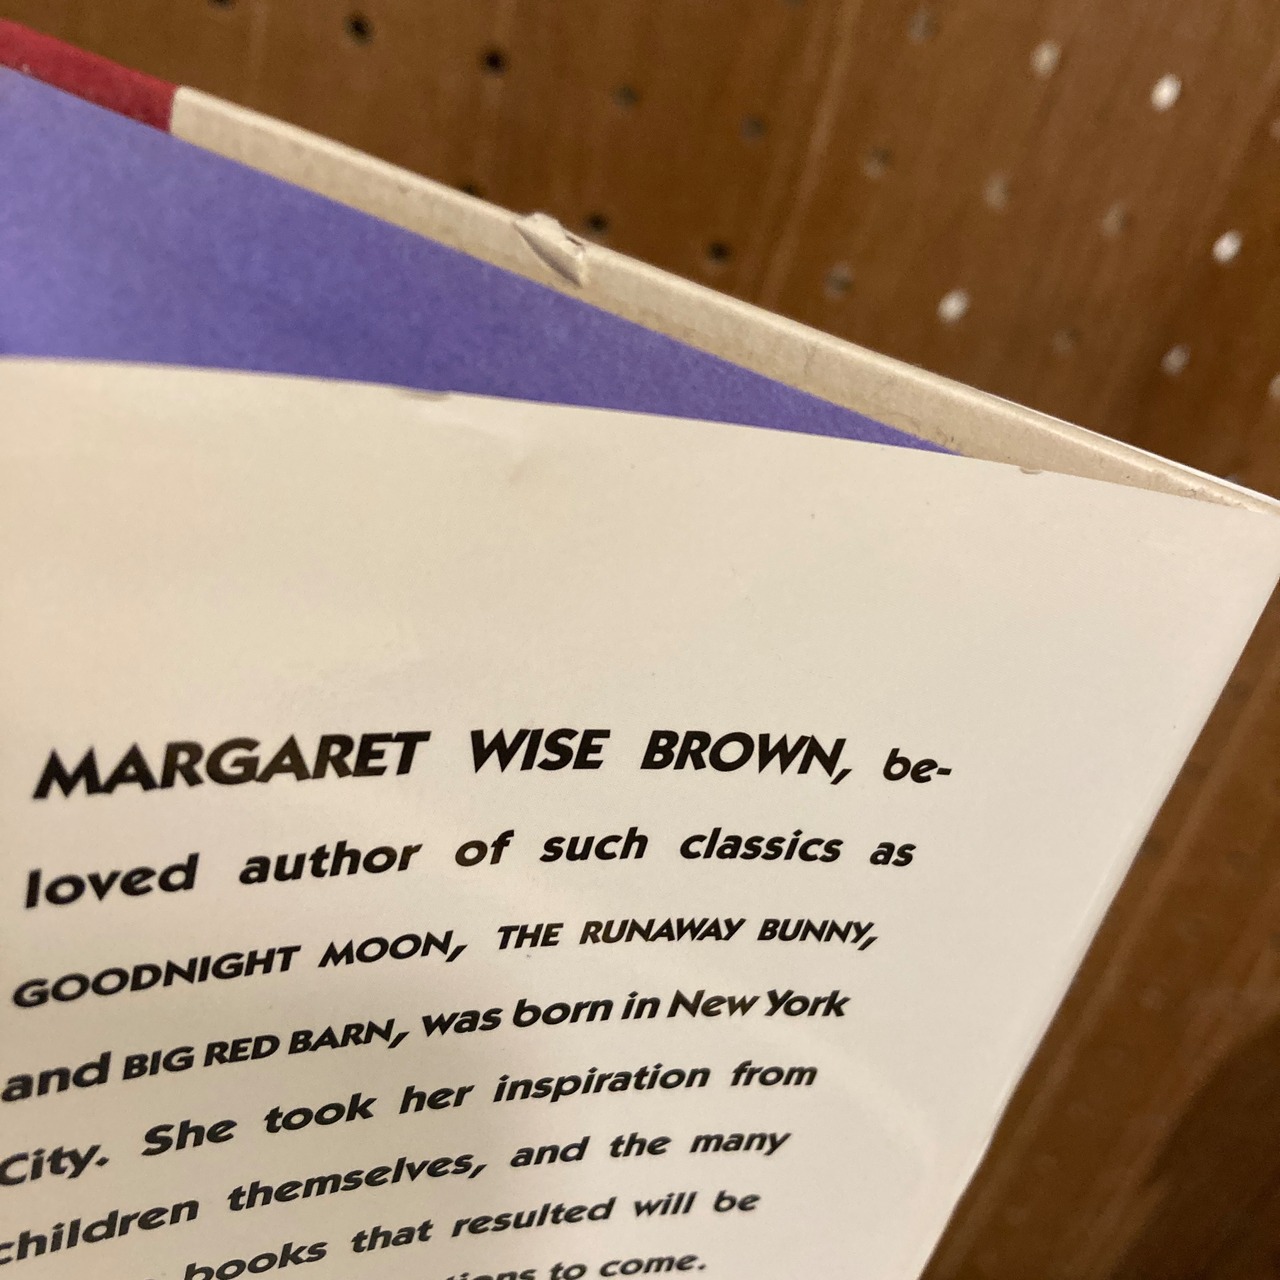 MARGARET WISE BROWN, be-
loved author of such classics as
GOODNIGHT MOON, THE RUNAWAY BUNNY,
and BIG RED BARN, was born in New York
City. She took her inspiration from
children themselves, and the many
books that resulted will be
to come.